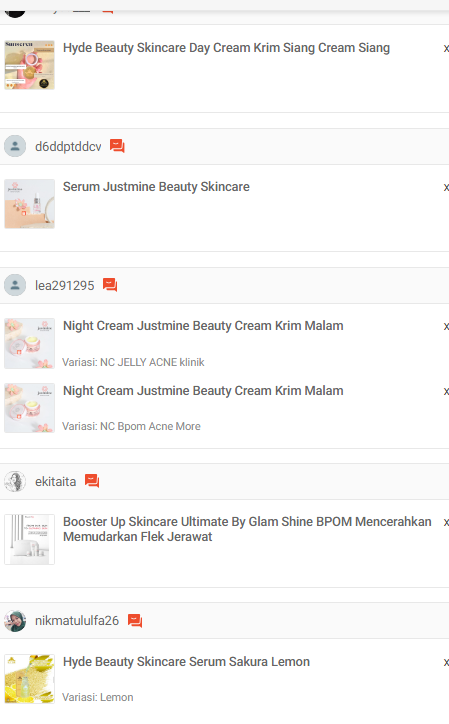 Hyde Beauty Skincare Day Cream Krim Siang Cream Siang
x
d6ddptddcv
Serum Justmine Beauty Skincare
x
lea291295
Night Cream Justmine Beauty Cream Krim Malam
x
Variasi: NC JELLY ACNE klinik
Night Cream Justmine Beauty Cream Krim Malam
x
Variasi: NC Bpom Acne More
ekitaita
Booster Up Skincare Ultimate By Glam Shine BPOM Mencerahkan
x
Memudarkan Flek Jerawat
nikmatululfa26
Hyde Beauty Skincare Serum Sakura Lemon
x
Variasi: Lemon